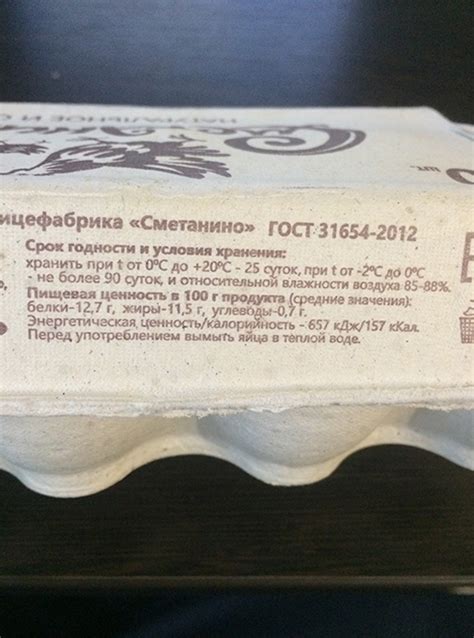 НАТУРАЛЬНОЕ И
шт.
ицефабрика «Сметанино» ГОСТ 31654-2012
Срок годности и условия хранения:
хранить при t от 0°С до +20°С - 25 суток, при t от -2°С до 0°С
- не более 90 суток, и относительной влажности воздуха 85-88%.
Пищевая ценность в 100 г продукта (средние значения):
белки-12,7 г, жиры-11,5 г, углеводы-0,7 г.
Энергетическая ценность/калорийность - 657 кДж/157 кКал.
Перед употреблением вымыть яйца в теплой воде.